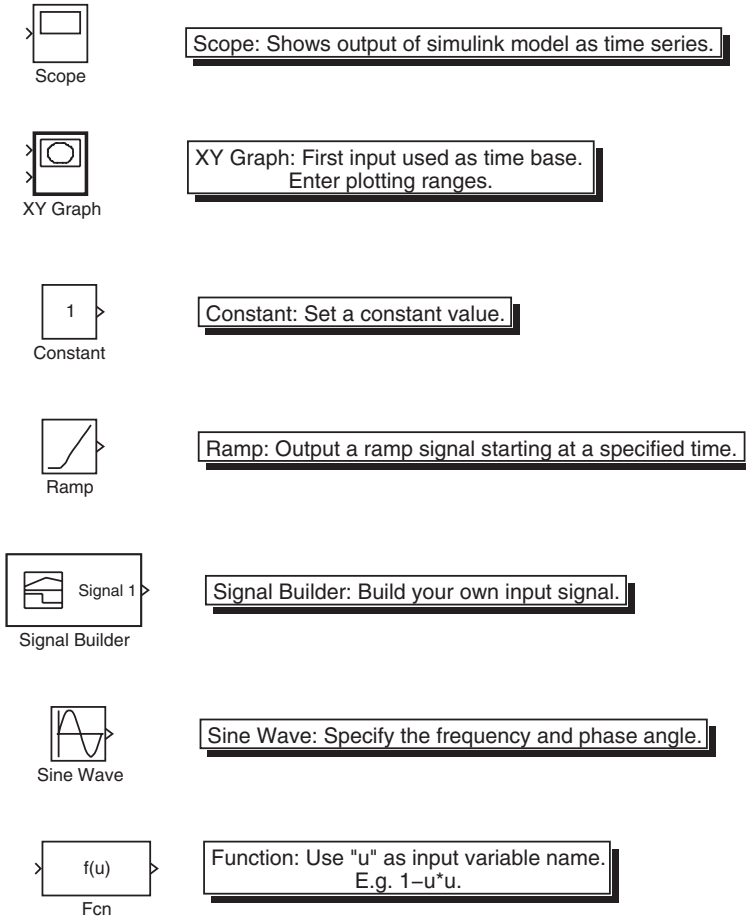 Scope
Scope: Shows output of simulink model as time series.
XY Graph
XY Graph: First input used as time base.
Enter plotting ranges.
1
Constant
Constant: Set a constant value.
Ramp
Ramp: Output a ramp signal starting at a specified time.
Signal 1
Signal Builder
Signal Builder: Build your own input signal.
Sine Wave
Sine Wave: Specify the frequency and phase angle.
f(u)
Fcn
Function: Use "u" as input variable name.
E.g. 1−u*u.